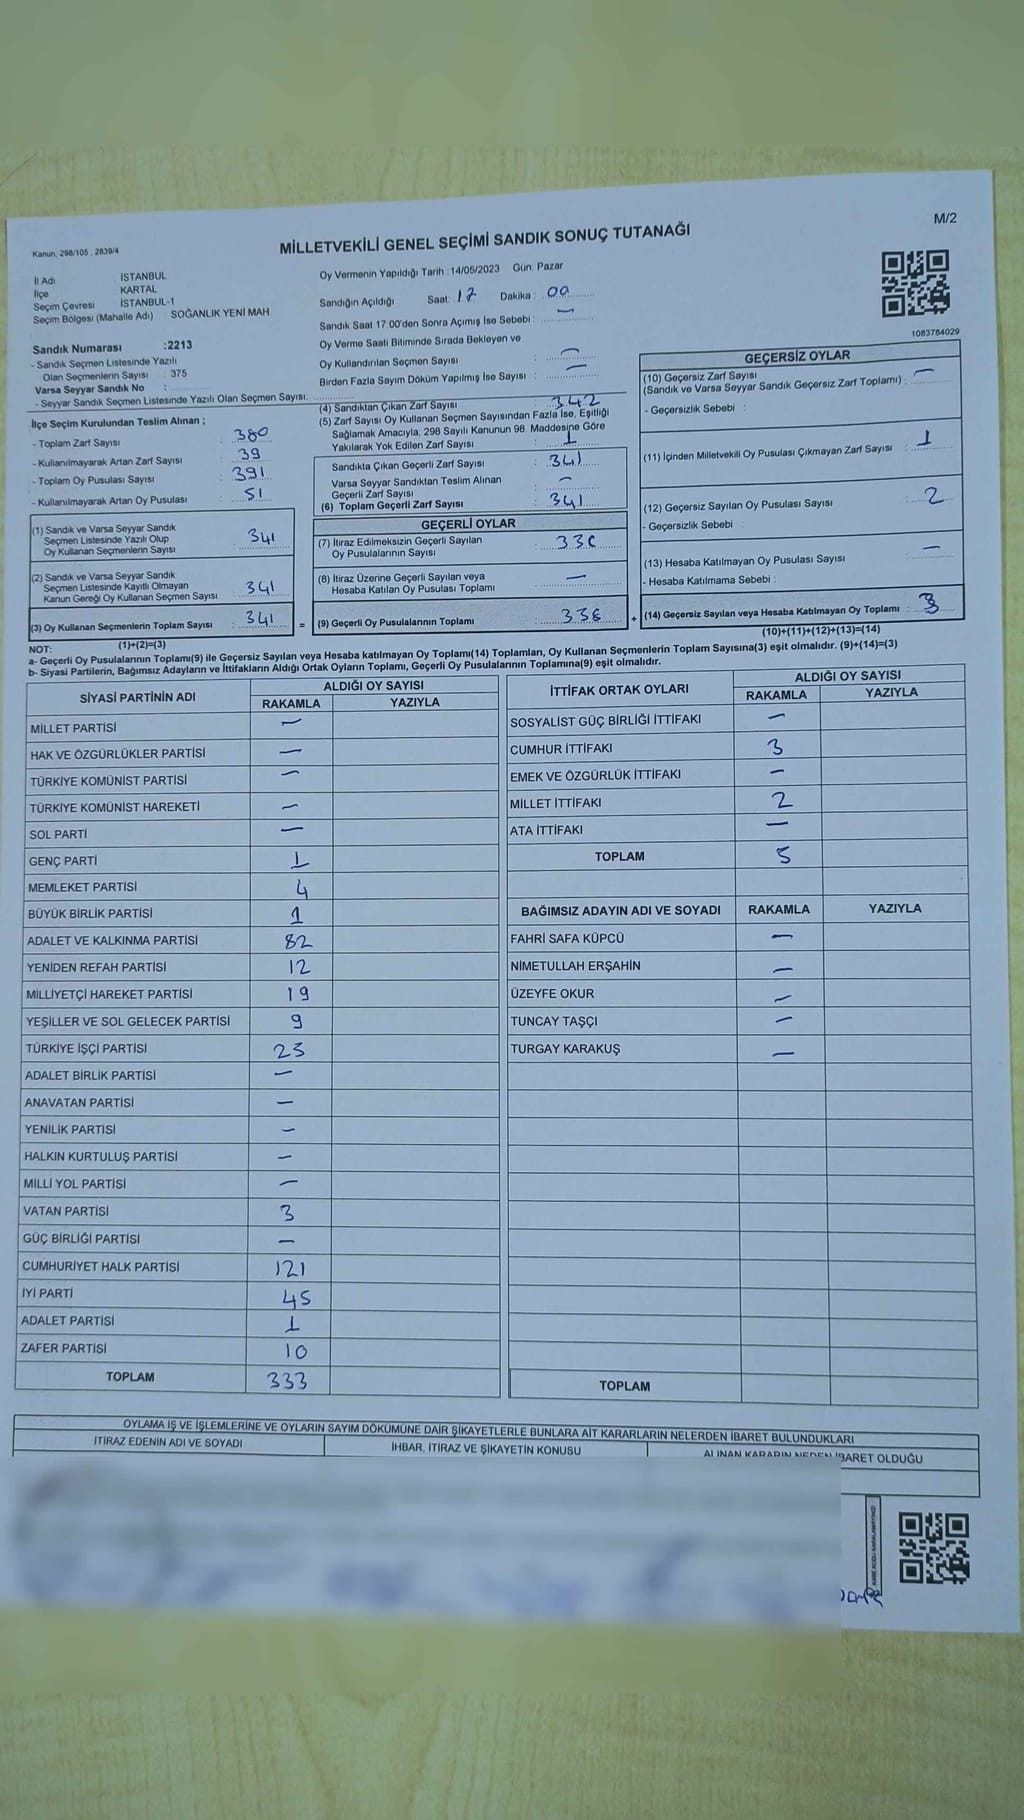 M/2
Kanun, 298/105 , 2839/4
MİLLETVEKİLİ GENEL SEÇİMİ SANDIK SONUÇ TUTANAĞI
İl Adı İSTANBUL
İlçe KARTAL
Seçim Çevresi İSTANBUL-1
Seçim Bölgesi (Mahalle Adı) SOĞANLIK YENİ MAH.
Sandık Numarası :2213
- Sandık Seçmen Listesinde Yazılı
Olan Seçmenlerin Sayısı : 375
Varsa Seyyar Sandık No :
- Seyyar Sandık Seçmen Listesinde Yazılı Olan Seçmen Sayısı:
Oy Vermenin Yapıldığı Tarih :14/05/2023 Gün: Pazar
Sandığın Açıldığı Saat: 17 Dakika : 00
Sandık Saat 17:00'den Sonra Açımış İse Sebebi : —
Oy Verme Saati Bitiminde Sırada Bekleyen ve
Oy Kullandırılan Seçmen Sayısı : —
Birden Fazla Sayım Döküm Yapılmış İse Sayısı : —
1083784029
İlçe Seçim Kurulundan Teslim Alınan ;
- Toplam Zarf Sayısı : 380
- Kullanılmayarak Artan Zarf Sayısı : 39
- Toplam Oy Pusulası Sayısı : 391
- Kullanılmayarak Artan Oy Pusulası : 51
(1) Sandık ve Varsa Seyyar Sandık
Seçmen Listesinde Yazılı Olup
Oy Kullanan Seçmenlerin Sayısı : 341
(2) Sandık ve Varsa Seyyar Sandık
Seçmen Listesinde Kayıtlı Olmayan
Kanun Gereği Oy Kullanan Seçmen Sayısı : 341
(3) Oy Kullanan Seçmenlerin Toplam Sayısı : 341 =
(1)+(2)=(3)
(4) Sandıktan Çıkan Zarf Sayısı : 342
(5) Zarf Sayısı Oy Kullanan Seçmen Sayısından Fazla İse, Eşitliği
Sağlamak Amacıyla, 298 Sayılı Kanunun 98. Maddesine Göre
Yakılarak Yok Edilen Zarf Sayısı : 1
Sandıkta Çıkan Geçerli Zarf Sayısı : 341
Varsa Seyyar Sandıktan Teslim Alınan
Geçerli Zarf Sayısı : —
(6) Toplam Geçerli Zarf Sayısı : 341
GEÇERLİ OYLAR
(7) İtiraz Edilmeksizin Geçerli Sayılan
Oy Pusulalarının Sayısı :
(8) İtiraz Üzerine Geçerli Sayılan veya
Hesaba Katılan Oy Pusulası Toplamı : —
(9) Geçerli Oy Pusulalarının Toplamı : 338 +
GEÇERSİZ OYLAR
(10) Geçersiz Zarf Sayısı
(Sandık ve Varsa Seyyar Sandık Geçersiz Zarf Toplamı) : —
- Geçersizlik Sebebi :
(11) İçinden Milletvekili Oy Pusulası Çıkmayan Zarf Sayısı : 1
(12) Geçersiz Sayılan Oy Pusulası Sayısı : 2
- Geçersizlik Sebebi :
(13) Hesaba Katılmayan Oy Pusulası Sayısı : —
- Hesaba Katılmama Sebebi :
(14) Geçersiz Sayılan veya Hesaba Katılmayan Oy Toplamı : 3
(10)+(11)+(12)+(13)=(14)
NOT:
a- Geçerli Oy Pusulalarının Toplamı(9) ile Geçersiz Sayılan veya Hesaba katılmayan Oy Toplamı(14) Toplamları, Oy Kullanan Seçmenlerin Toplam Sayısına(3) eşit olmalıdır. (9)+(14)=(3)
b- Siyasi Partilerin, Bağımsız Adayların ve İttifakların Aldığı Ortak Oyların Toplamı, Geçerli Oy Pusulalarının Toplamına(9) eşit olmalıdır.
SİYASİ PARTİNİN ADI ALDIĞI OY SAYISI
RAKAMLA YAZIYLA
MİLLET PARTİSİ —
HAK VE ÖZGÜRLÜKLER PARTİSİ —
TÜRKİYE KOMÜNİST PARTİSİ —
TÜRKİYE KOMÜNİST HAREKETİ —
SOL PARTİ —
GENÇ PARTİ 1
MEMLEKET PARTİSİ 4
BÜYÜK BİRLİK PARTİSİ 1
ADALET VE KALKINMA PARTİSİ 82
YENİDEN REFAH PARTİSİ 12
MİLLİYETÇİ HAREKET PARTİSİ 19
YEŞİLLER VE SOL GELECEK PARTİSİ 9
TÜRKİYE İŞÇİ PARTİSİ 25
ADALET BİRLİK PARTİSİ —
ANAVATAN PARTİSİ —
YENİLİK PARTİSİ —
HALKIN KURTULUŞ PARTİSİ —
MİLLİ YOL PARTİSİ —
VATAN PARTİSİ 3
GÜÇ BİRLİĞİ PARTİSİ —
CUMHURİYET HALK PARTİSİ 121
İYİ PARTİ 45
ADALET PARTİSİ 1
ZAFER PARTİSİ 10
TOPLAM 333
İTTİFAK ORTAK OYLARI ALDIĞI OY SAYISI
RAKAMLA YAZIYLA
SOSYALİST GÜÇ BİRLİĞİ İTTİFAKI —
CUMHUR İTTİFAKI 3
EMEK VE ÖZGÜRLÜK İTTİFAKI —
MİLLET İTTİFAKI 2
ATA İTTİFAKI —
TOPLAM 5
BAĞIMSIZ ADAYIN ADI VE SOYADI RAKAMLA YAZIYLA
FAHRİ SAFA KÜPCÜ —
NİMETULLAH ERŞAHİN —
ÜZEYFE OKUR —
TUNCAY TAŞÇI —
TURGAY KARAKUŞ —
TOPLAM
OYLAMA İŞ VE İŞLEMLERİNE VE OYLARIN SAYIM DÖKÜMÜNE DAİR ŞİKAYETLERLE BUNLARA AİT KARARLARIN NELERDEN İBARET BULUNDUKLARI
İTİRAZ EDENİN ADI VE SOYADI İHBAR, İTİRAZ VE ŞİKAYETİN KONUSU ALINAN KARARIN NEDEN İBARET OLDUĞU